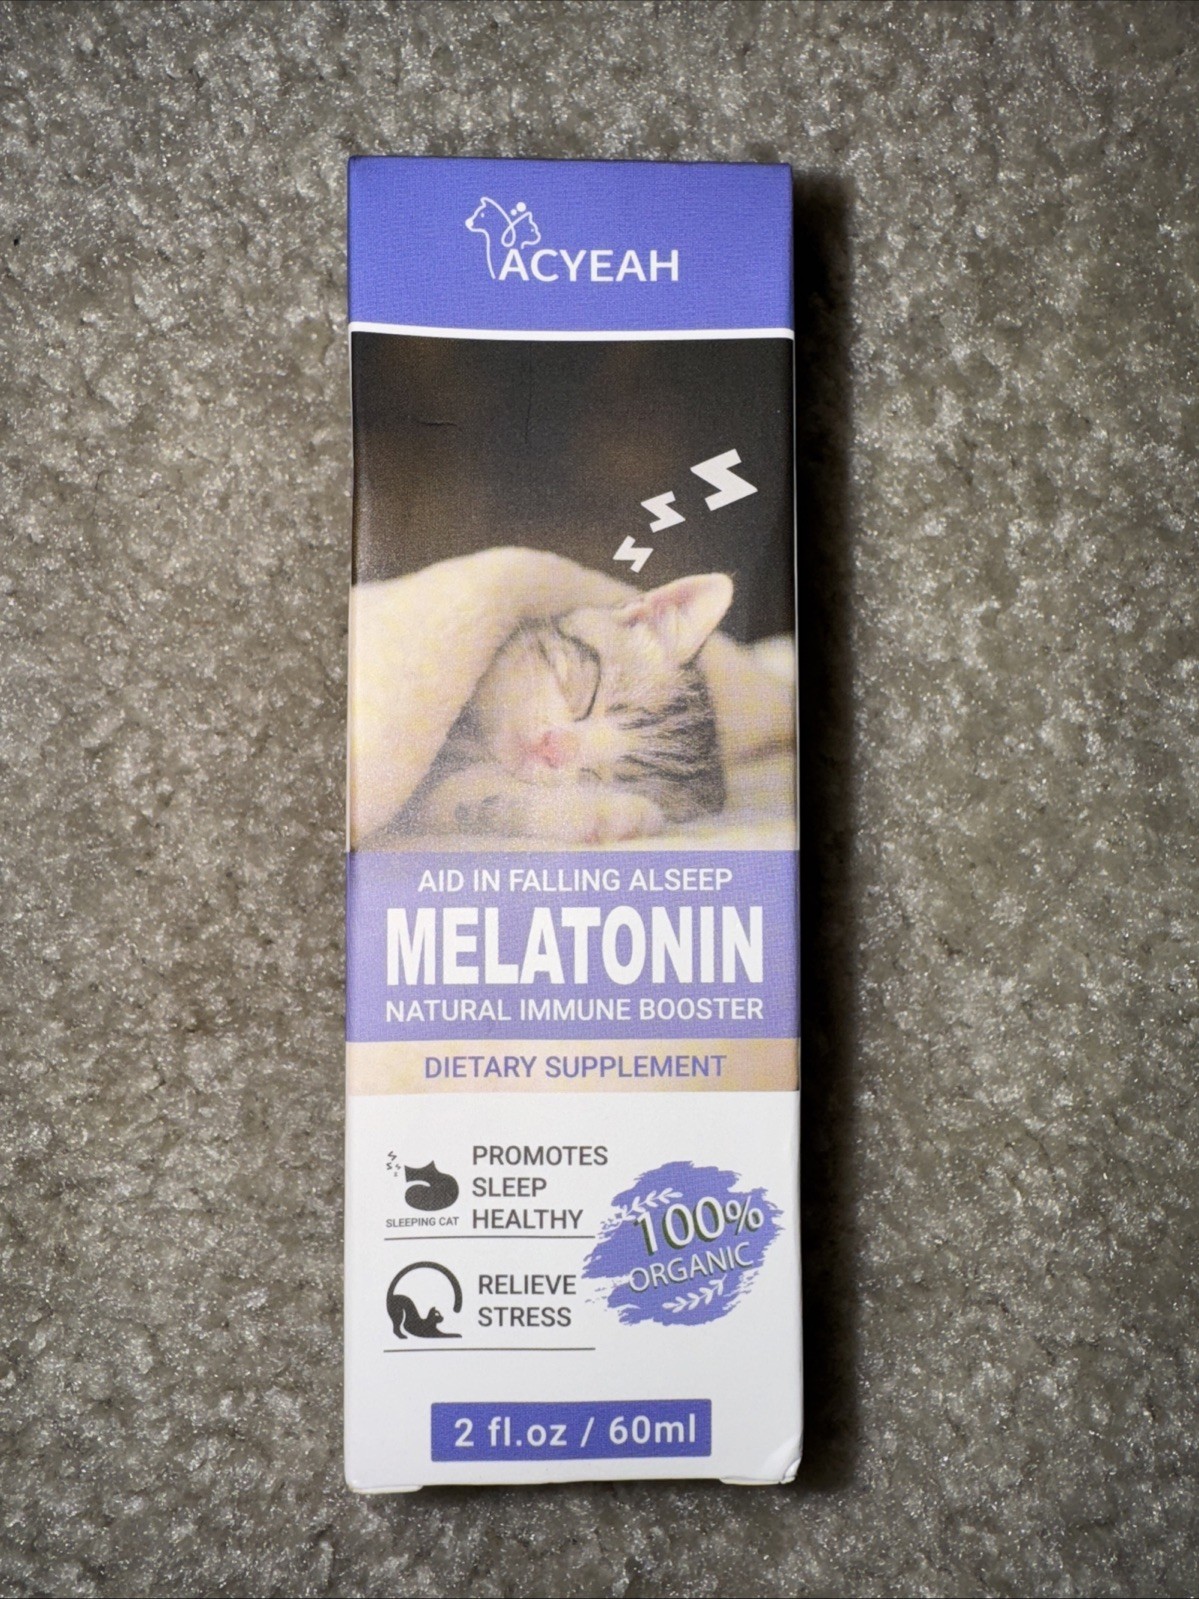 ACYEAH
AID IN FALLING ALSEEP
MELATONIN
NATURAL IMMUNE BOOSTER
DIETARY SUPPLEMENT
PROMOTES
SLEEP
HEALTHY
SLEEPING CAT
100%
ORGANIC
RELIEVE
STRESS
2 fl.oz / 60ml